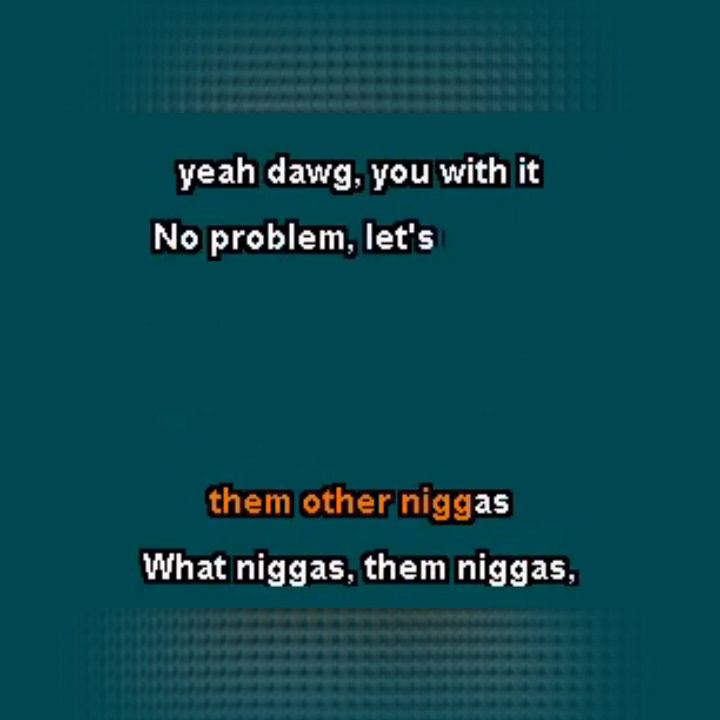 yeah dawg, you with it
No problem, let's
them other niggas
What niggas, them niggas,